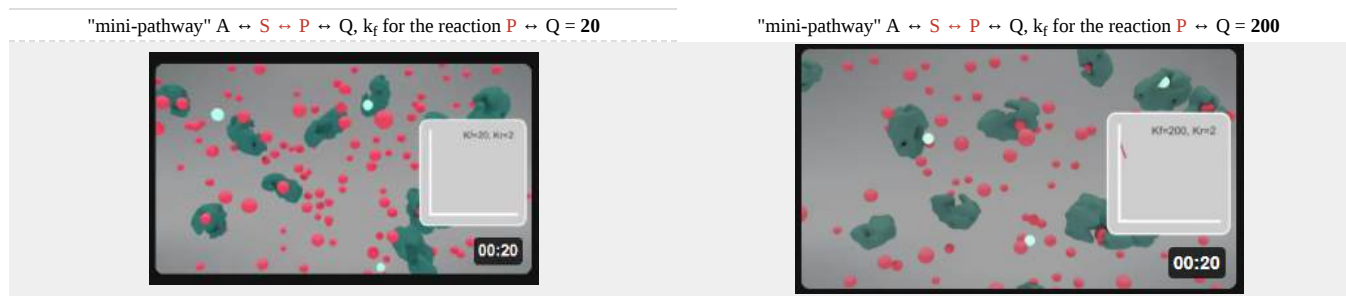 "mini-pathway" A ↔ S ↔ P ↔ Q, kf for the reaction P ↔ Q = 20
"mini-pathway" A ↔ S ↔ P ↔ Q, kf for the reaction P ↔ Q = 200
Kf=20, Kr=2
00:20
Kf=200, Kr=2
00:20